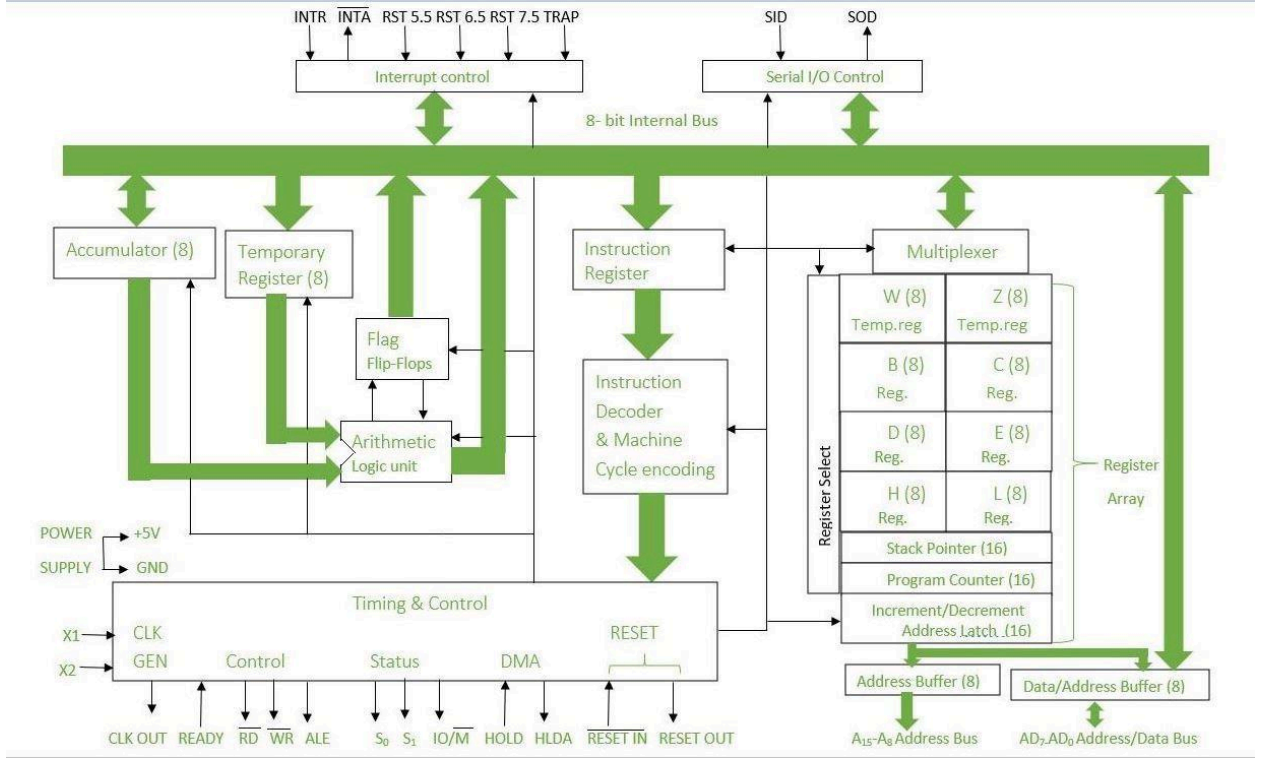 INTR INTA RST 5.5 RST 6.5 RST 7.5 TRAP
SID SOD
Interrupt control
Serial I/O Control
8- bit Internal Bus
Accumulator (8)
Temporary
Register (8)
Flag
Flip-Flops
Arithmetic
Logic unit
Instruction
Register
Instruction
Decoder
& Machine
Cycle encoding
Multiplexer
Register Select
W (8)
Temp.reg
Z (8)
Temp.reg
B (8)
Reg.
C (8)
Reg.
D (8)
Reg.
E (8)
Reg.
H (8)
Reg.
L (8)
Reg.
Stack Pointer (16)
Program Counter (16)
Increment/Decrement
Address Latch (16)
Register
Array
POWER +5V
SUPPLY GND
Timing & Control
X1 CLK
X2 GEN
Control
Status
DMA
RESET
CLK OUT READY RD WR ALE S0 S1 IO/M HOLD HLDA RESET IN RESET OUT
Address Buffer (8)
Data/Address Buffer (8)
A15-A8 Address Bus
AD7-AD0 Address/Data Bus